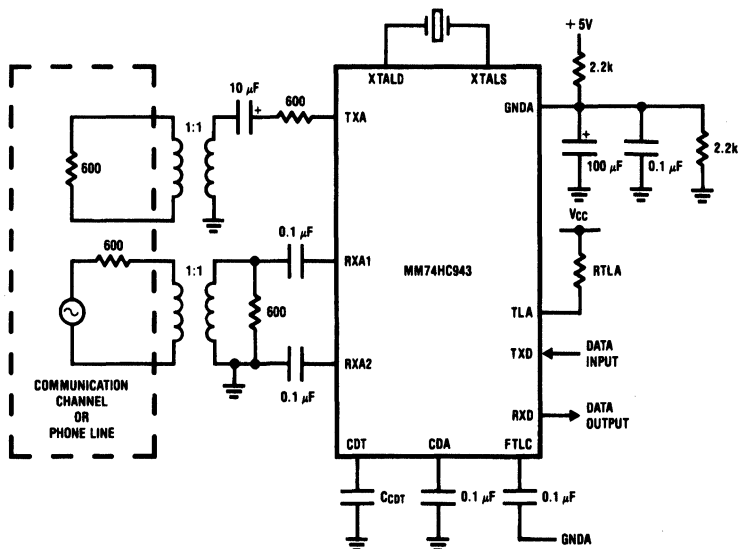 +5V
XTALD
XTALS
2.2k
10 μF
+
600
TXA
GNDA
1:1
600
+
100 μF
0.1 μF
2.2k
VCC
600
0.1 μF
1:1
RXA1
MM74HC943
RTLA
600
TLA
RXA2
TXD
DATA
INPUT
0.1 μF
COMMUNICATION
CHANNEL
OR
PHONE LINE
RXD
DATA
OUTPUT
CDT
CDA
FTLC
CCDT
0.1 μF
0.1 μF
GNDA